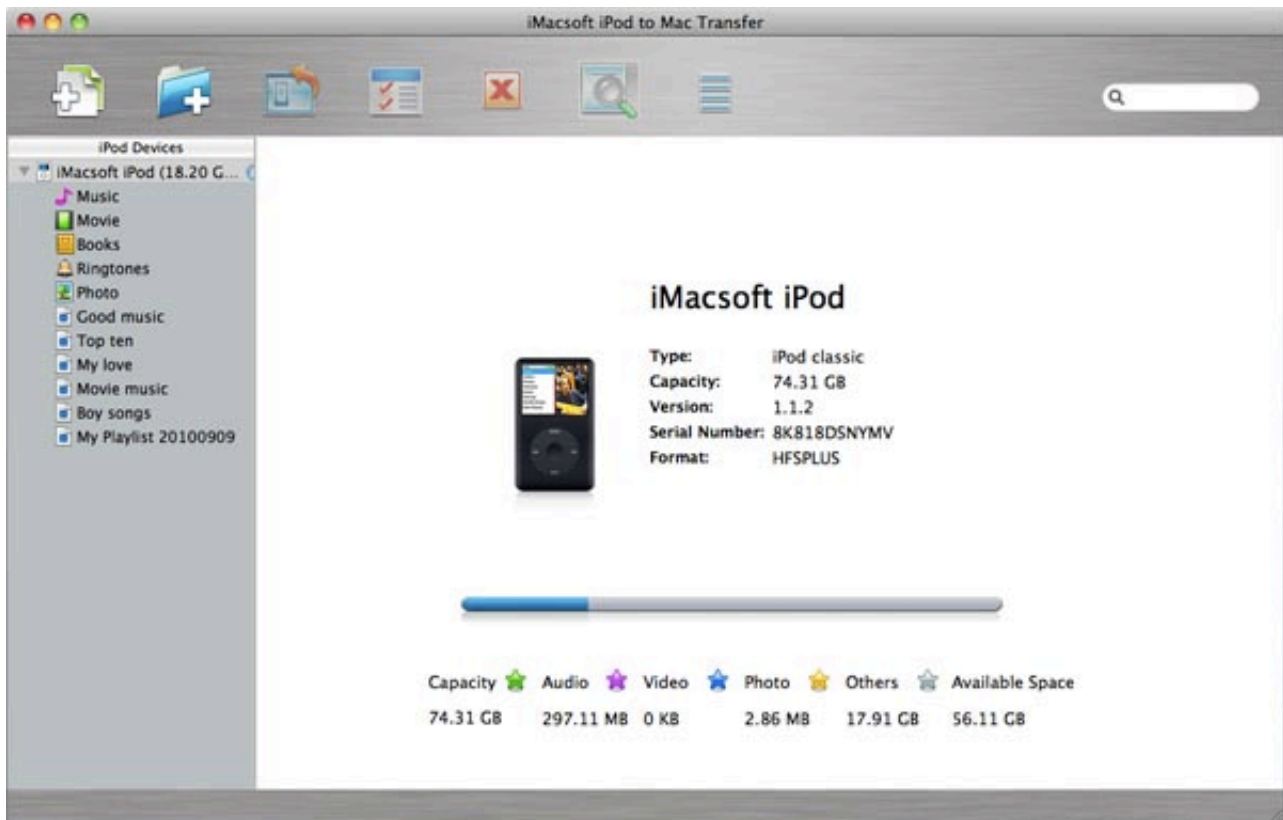 iMacsoft iPod to Mac Transfer
iPod Devices
iMacsoft iPod (18.20 G...
Music
Movie
Books
Ringtones
Photo
Good music
Top ten
My love
Movie music
Boy songs
My Playlist 20100909
iMacsoft iPod
Type: iPod classic
Capacity: 74.31 GB
Version: 1.1.2
Serial Number: 8K818DSNYMV
Format: HFSPLUS
Capacity Audio Video Photo Others Available Space
74.31 GB 297.11 MB 0 KB 2.86 MB 17.91 GB 56.11 GB